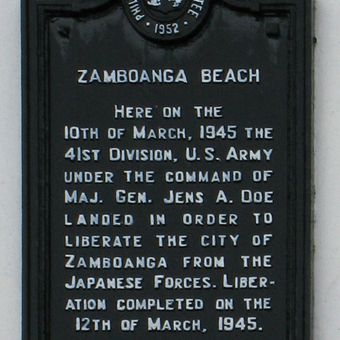 1952
ZAMBOANGA BEACH
HERE ON THE
10TH OF MARCH, 1945 THE
41ST DIVISION, U.S. ARMY
UNDER THE COMMAND OF
MAJ. GEN. JENS A. DOE
LANDED IN ORDER TO
LIBERATE THE CITY OF
ZAMBOANGA FROM THE
JAPANESE FORCES. LIBER-
ATION COMPLETED ON THE
12TH OF MARCH, 1945.